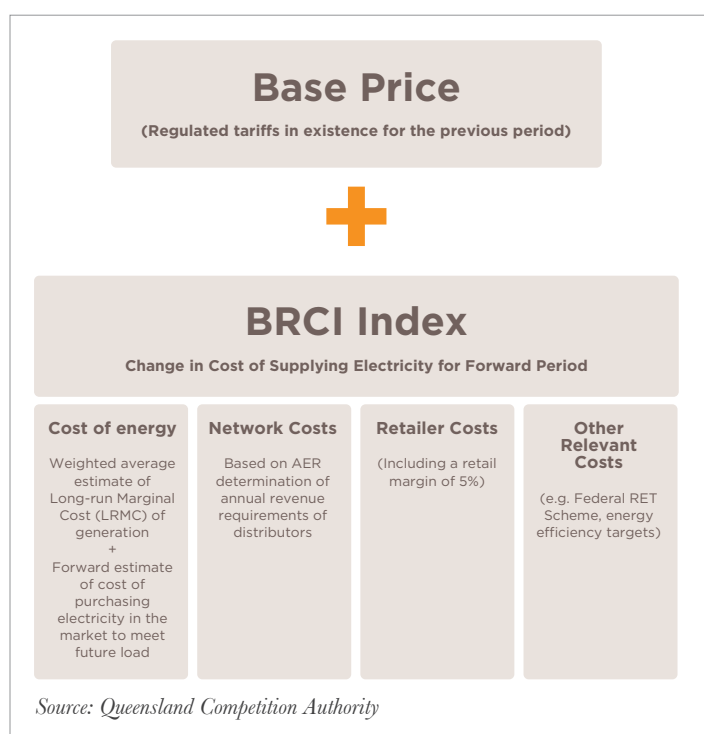 Base Price
(Regulated tariffs in existence for the previous period)
BRCI Index
Change in Cost of Supplying Electricity for Forward Period
Cost of energy
Weighted average
estimate of
Long-run Marginal
Cost (LRMC) of
generation
+
Forward estimate
of cost of
purchasing
electricity in the
market to meet
future load
Network Costs
Based on AER
determination of
annual revenue
requirements of
distributors
Retailer Costs
(Including a retail
margin of 5%)
Other
Relevant
Costs
(e.g. Federal RET
Scheme, energy
efficiency targets)
Source: Queensland Competition Authority